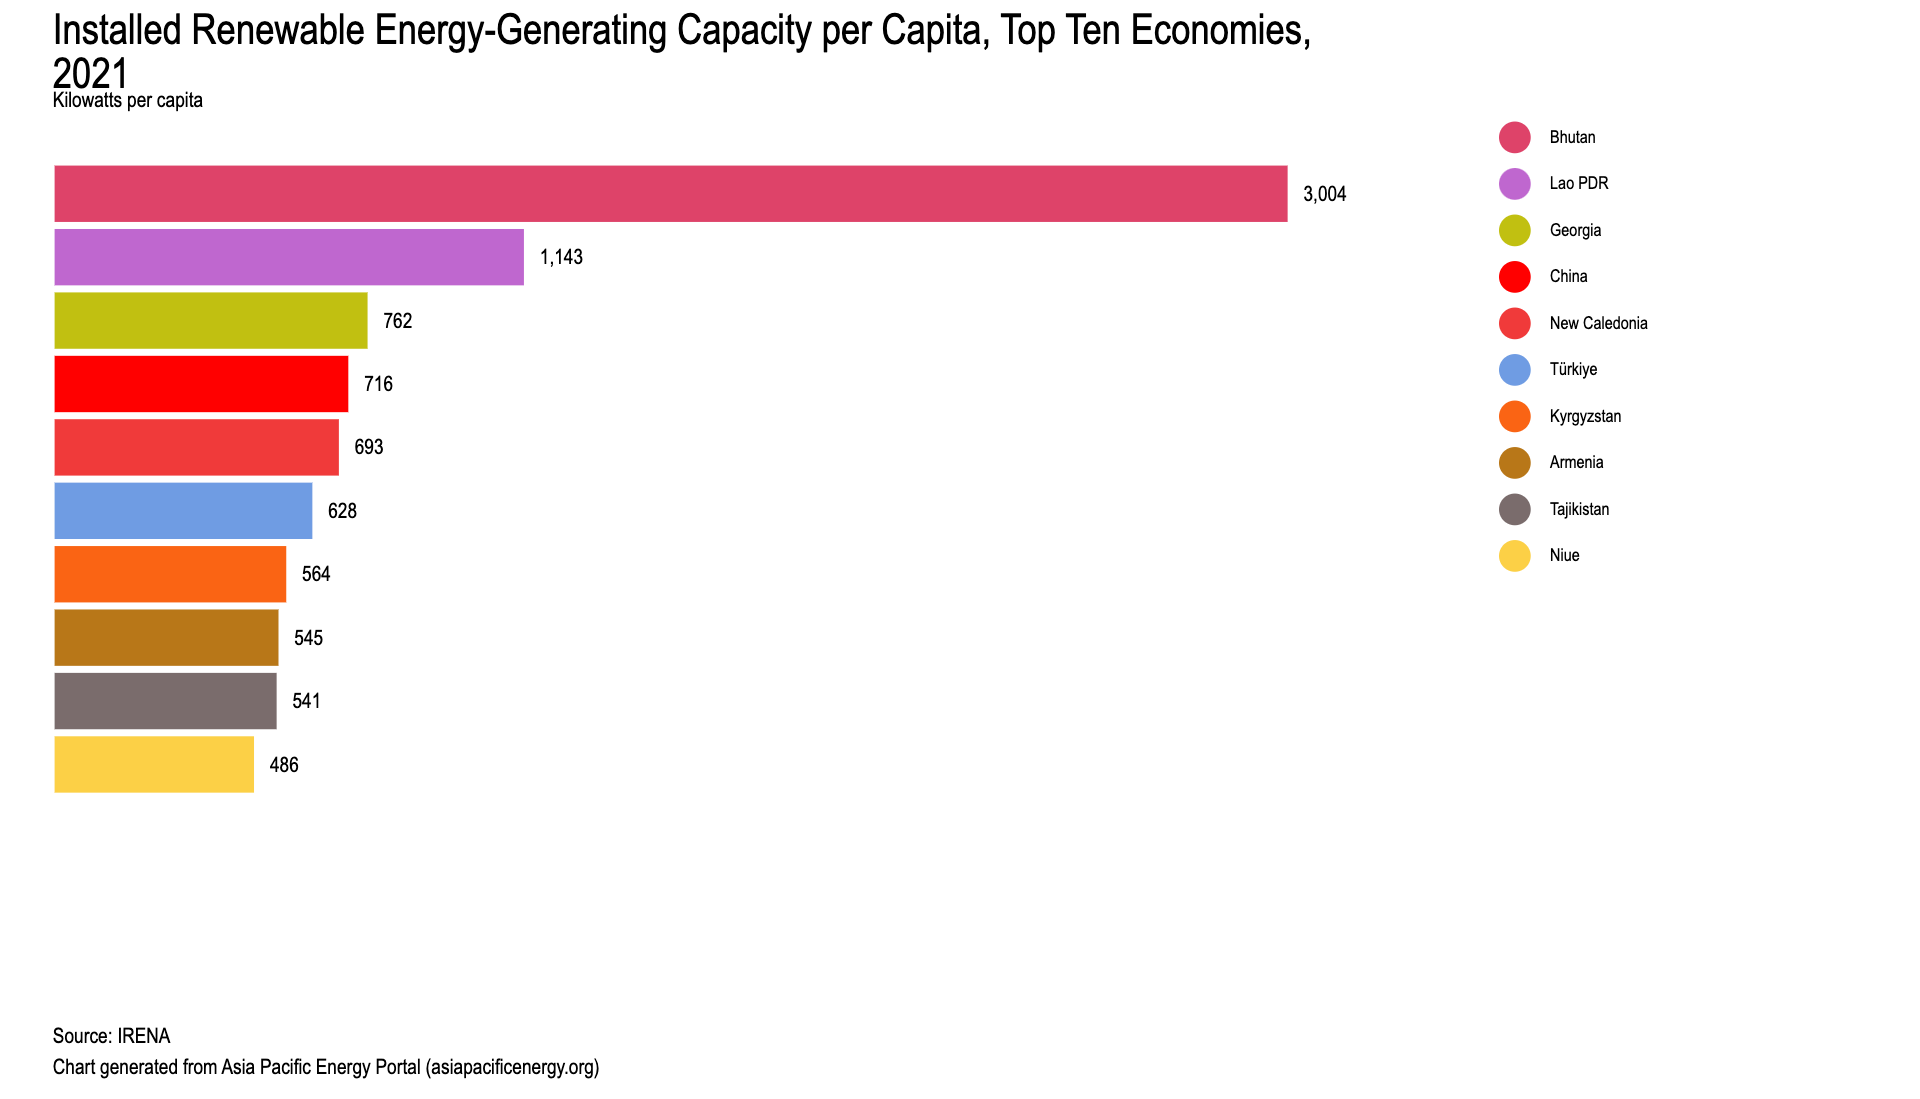 Installed Renewable Energy-Generating Capacity per Capita, Top Ten Economies,
2021
Kilowatts per capita
3,004
1,143
762
716
693
628
564
545
541
486
Bhutan
Lao PDR
Georgia
China
New Caledonia
Türkiye
Kyrgyzstan
Armenia
Tajikistan
Niue
Source: IRENA
Chart generated from Asia Pacific Energy Portal (asiapacificenergy.org)